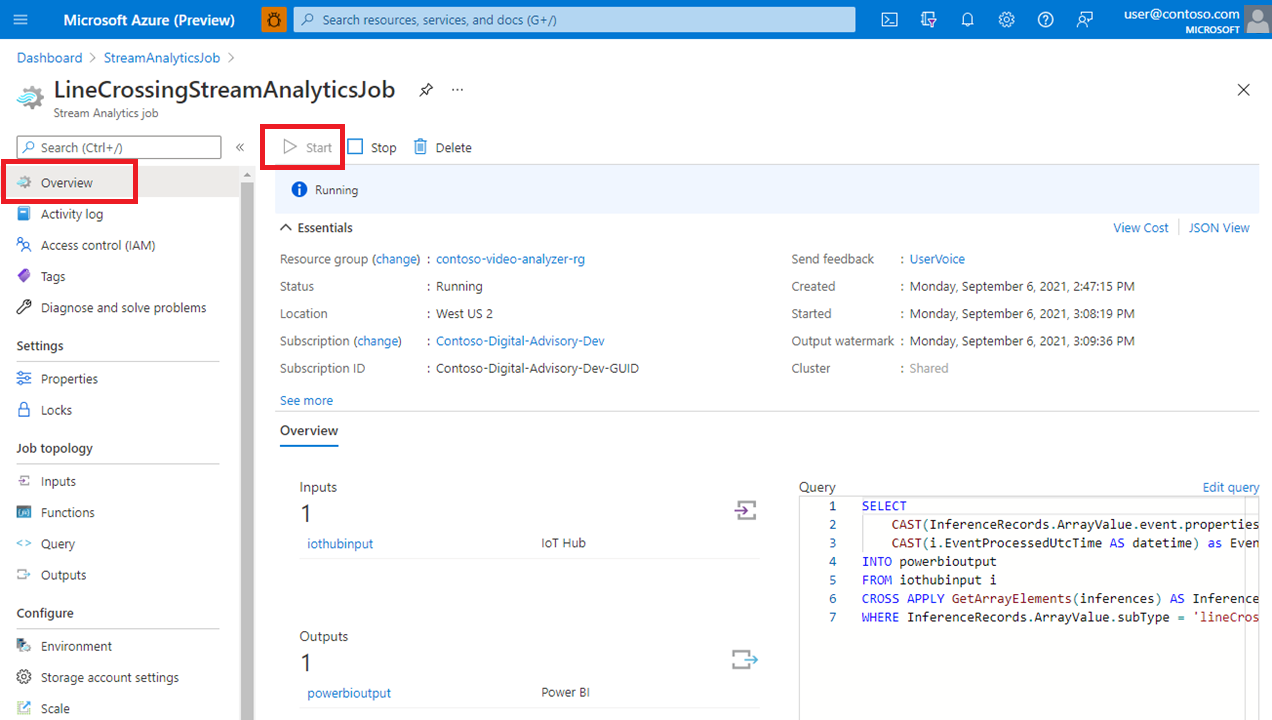 Microsoft Azure (Preview)
Search resources, services, and docs (G+/)
user@contoso.com
MICROSOFT
Dashboard > StreamAnalyticsJob >
LineCrossingStreamAnalyticsJob
...
Stream Analytics job
Search (Ctrl+/)
«
Start
Stop
Delete
Overview
Activity log
Access control (IAM)
Tags
Diagnose and solve problems
Settings
Properties
Locks
Job topology
Inputs
Functions
Query
Outputs
Configure
Environment
Storage account settings
Scale
Running
Essentials
View Cost
JSON View
Resource group (change) : contoso-video-analyzer-rg
Status : Running
Location : West US 2
Subscription (change) : Contoso-Digital-Advisory-Dev
Subscription ID : Contoso-Digital-Advisory-Dev-GUID
See more
Send feedback : UserVoice
Created : Monday, September 6, 2021, 2:47:15 PM
Started : Monday, September 6, 2021, 3:08:19 PM
Output watermark : Monday, September 6, 2021, 3:09:36 PM
Cluster : Shared
Overview
Inputs
1
iothubinput IoT Hub
Outputs
1
powerbioutput Power BI
Query
Edit query
1 SELECT
2 CAST(InferenceRecords.ArrayValue.event.properties
3 CAST(i.EventProcessedUtcTime AS datetime) as Even
4 INTO powerbioutput
5 FROM iothubinput i
6 CROSS APPLY GetArrayElements(inferences) AS Inference
7 WHERE InferenceRecords.ArrayValue.subType = 'lineCros